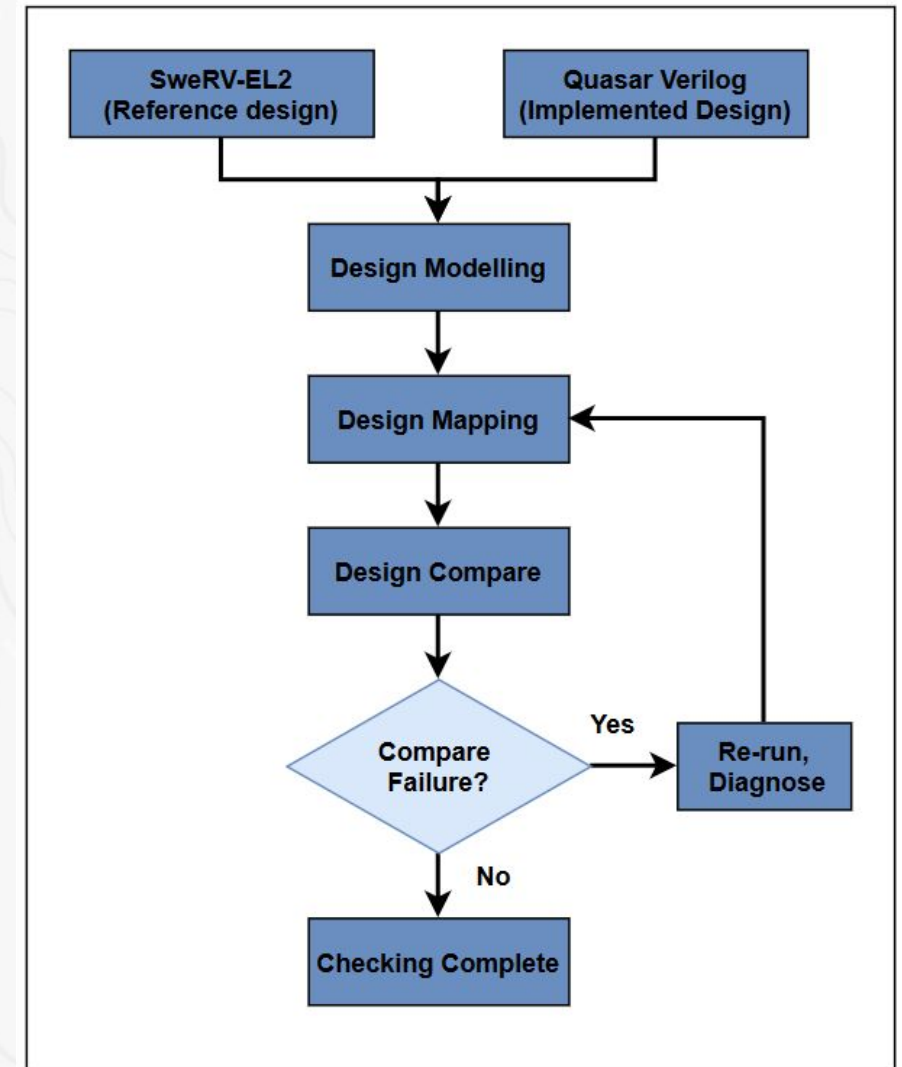 SweRV-EL2
(Reference design)
Quasar Verilog
(Implemented Design)
Design Modelling
Design Mapping
Design Compare
Compare
Failure?
Yes
Re-run,
Diagnose
No
Checking Complete